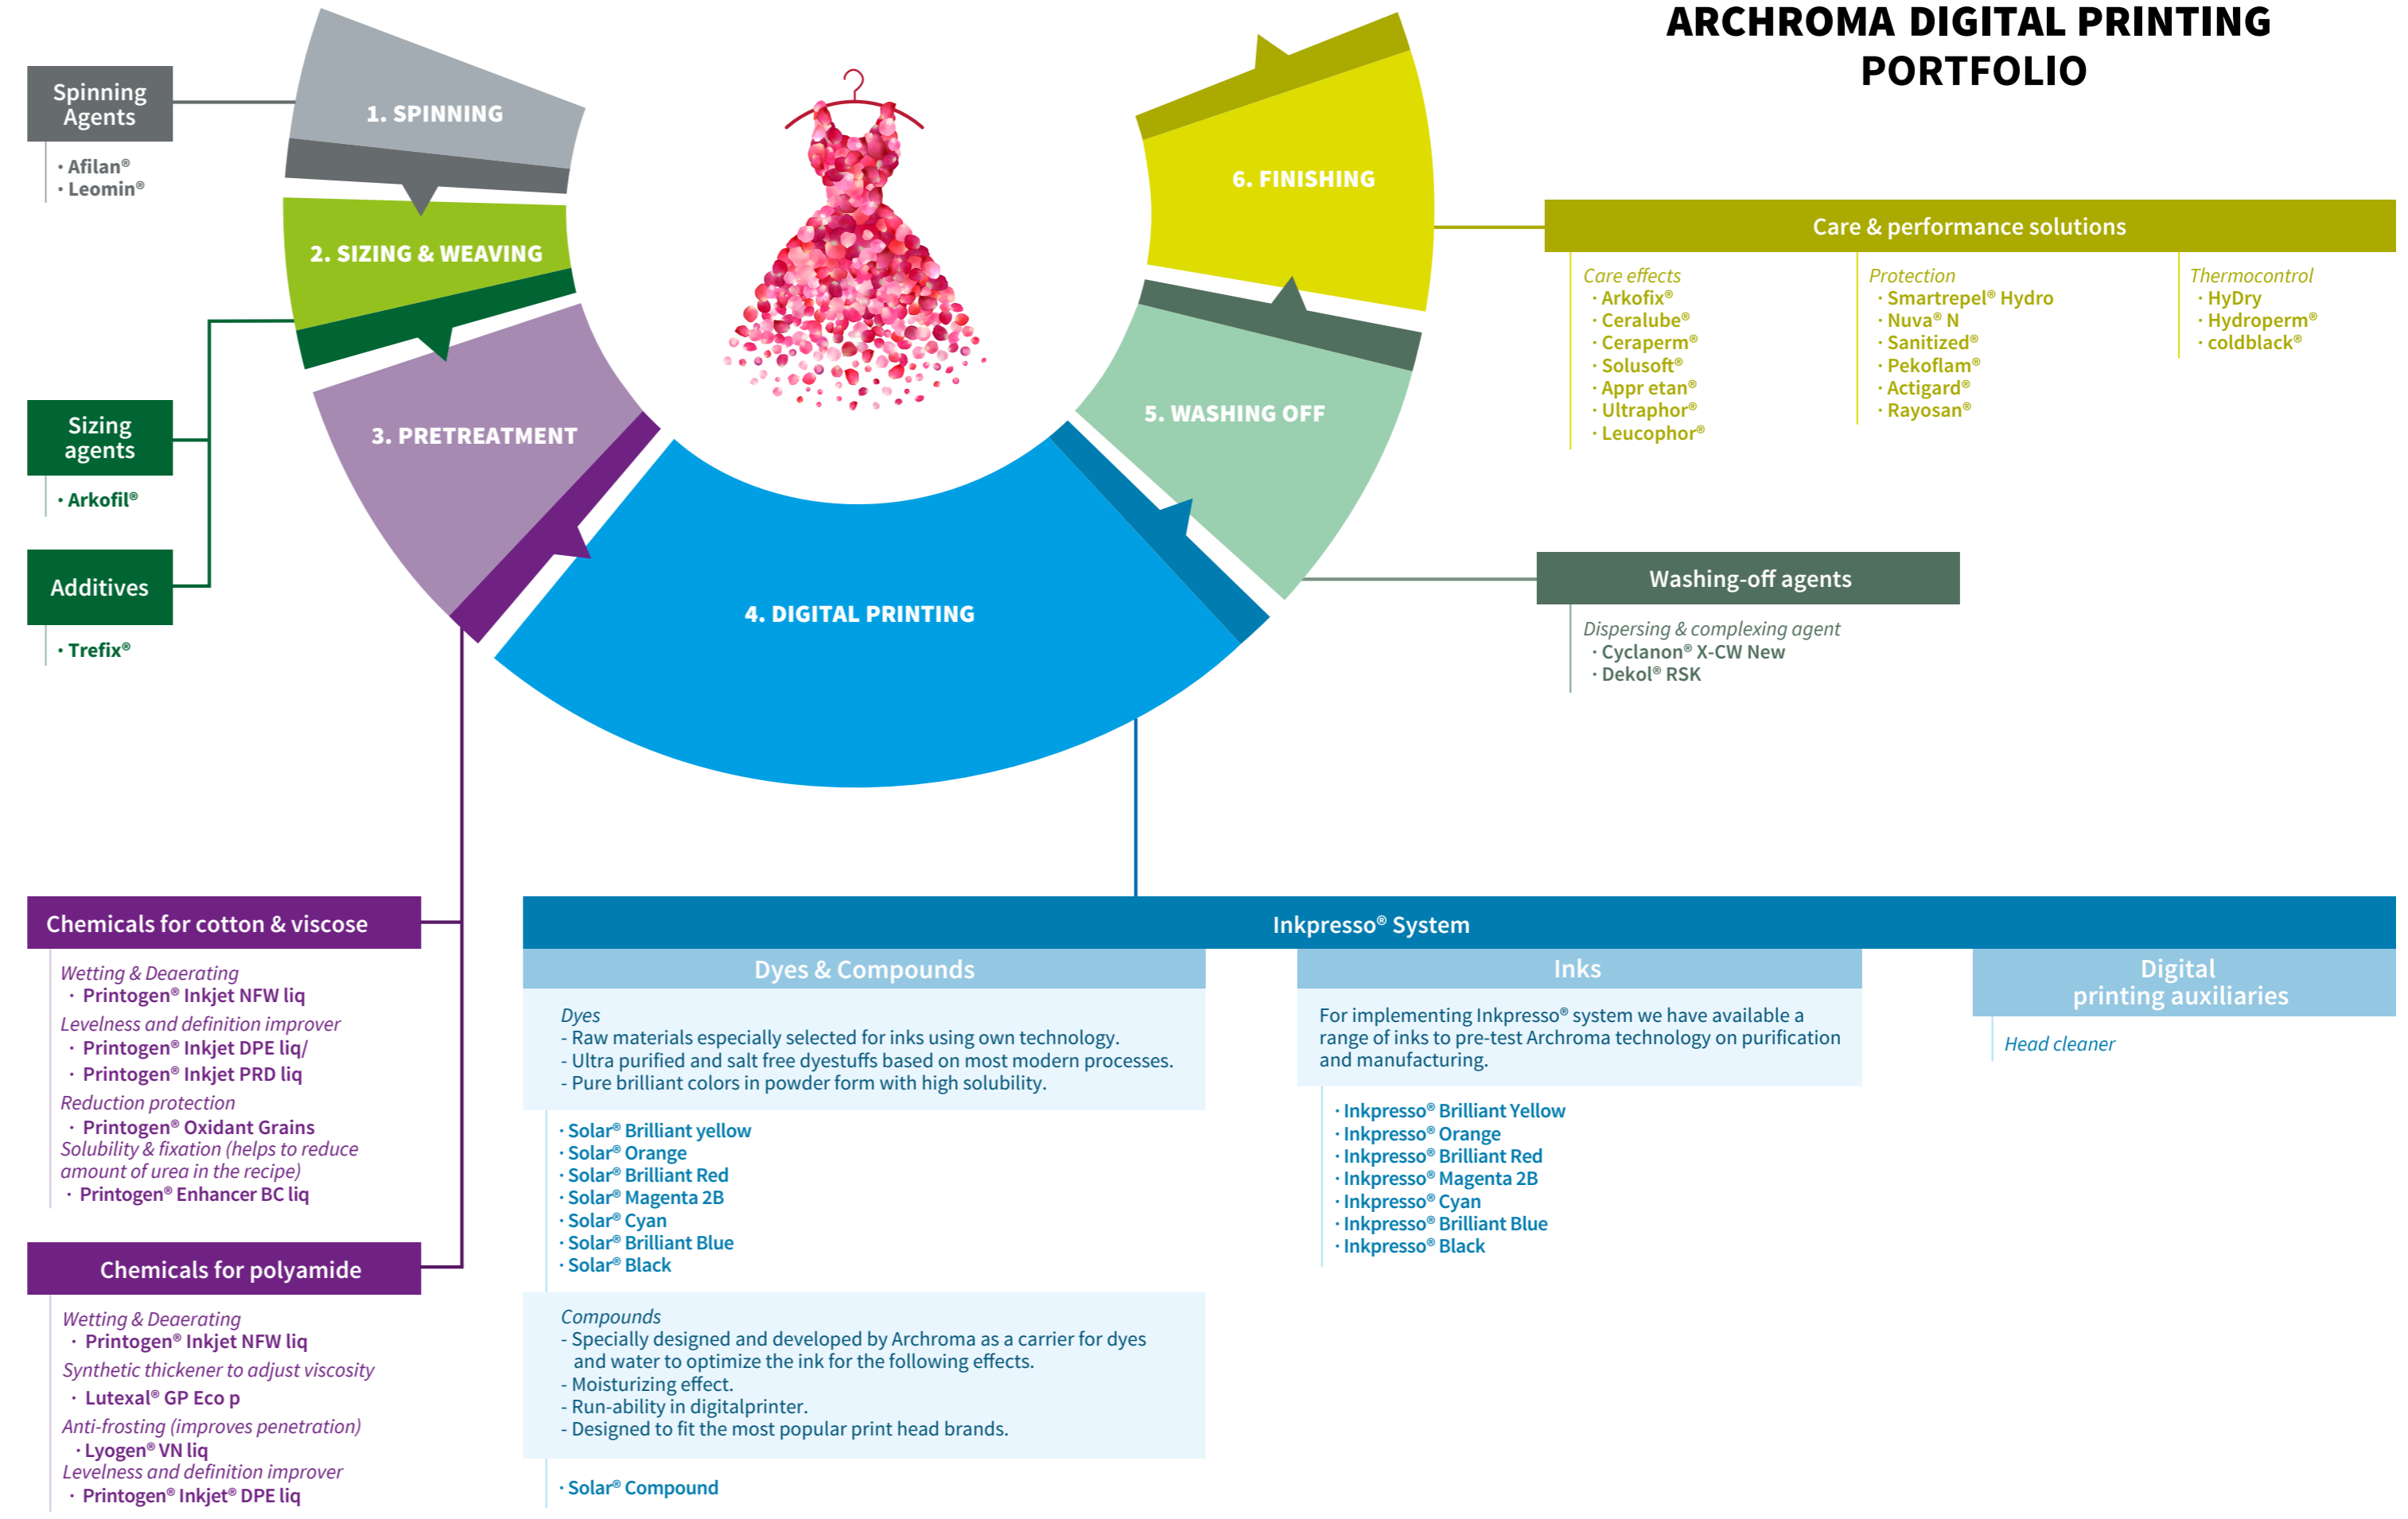 ARCHROMA DIGITAL PRINTING
PORTFOLIO
Spinning
Agents
· Afilan®
· Leomin®
1. SPINNING
2. SIZING & WEAVING
Sizing
agents
· Arkofil®
Additives
· Trefix®
3. PRETREATMENT
4. DIGITAL PRINTING
5. WASHING OFF
6. FINISHING
Care & performance solutions
Care effects
· Arkofix®
· Ceralube®
· Ceraperm®
· Solusoft®
· Appr etan®
· Ultraphor®
· Leucophor®
Protection
· Smartrepel® Hydro
· Nuva® N
· Sanitized®
· Pekoflam®
· Actigard®
· Rayosan®
Thermocontrol
· HyDry
· Hydroperm®
· coldblack®
Washing-off agents
Dispersing & complexing agent
· Cyclanon® X-CW New
· Dekol® RSK
Chemicals for cotton & viscose
Wetting & Deaerating
· Printogen® Inkjet NFW liq
Levelness and definition improver
· Printogen® Inkjet DPE liq/
· Printogen® Inkjet PRD liq
Reduction protection
· Printogen® Oxidant Grains
Solubility & fixation (helps to reduce
amount of urea in the recipe)
· Printogen® Enhancer BC liq
Chemicals for polyamide
Wetting & Deaerating
· Printogen® Inkjet NFW liq
Synthetic thickener to adjust viscosity
· Lutexal® GP Eco p
Anti-frosting (improves penetration)
· Lyogen® VN liq
Levelness and definition improver
· Printogen® Inkjet® DPE liq
Inkpresso® System
Dyes & Compounds
Dyes
- Raw materials especially selected for inks using own technology.
- Ultra purified and salt free dyestuffs based on most modern processes.
- Pure brilliant colors in powder form with high solubility.
· Solar® Brilliant yellow
· Solar® Orange
· Solar® Brilliant Red
· Solar® Magenta 2B
· Solar® Cyan
· Solar® Brilliant Blue
· Solar® Black
Compounds
- Specially designed and developed by Archroma as a carrier for dyes
and water to optimize the ink for the following effects.
- Moisturizing effect.
- Run-ability in digitalprinter.
- Designed to fit the most popular print head brands.
· Solar® Compound
Inks
For implementing Inkpresso® system we have available a
range of inks to pre-test Archroma technology on purification
and manufacturing.
· Inkpresso® Brilliant Yellow
· Inkpresso® Orange
· Inkpresso® Brilliant Red
· Inkpresso® Magenta 2B
· Inkpresso® Cyan
· Inkpresso® Brilliant Blue
· Inkpresso® Black
Digital
printing auxiliaries
Head cleaner